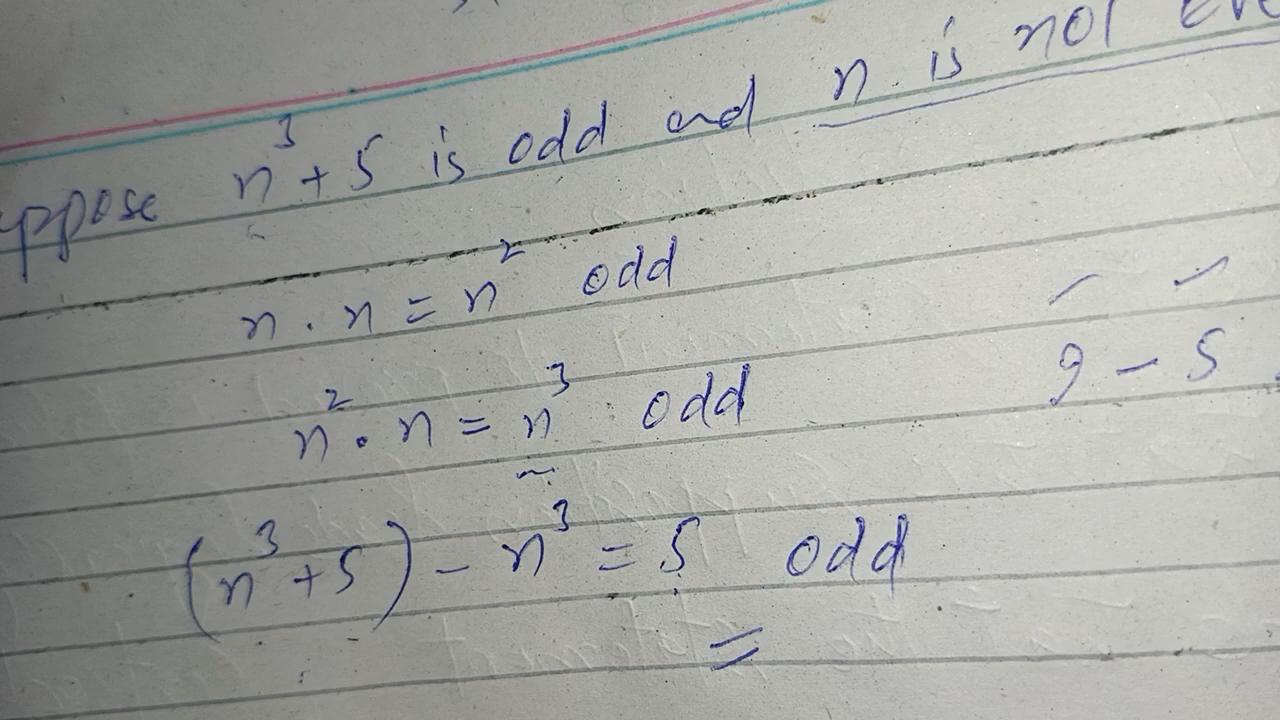 ppose n³+5 is odd and n is not Eve
n . n = n² odd
n² . n = n³ odd
9 - 5
(n³+5) - n³ = 5 odd